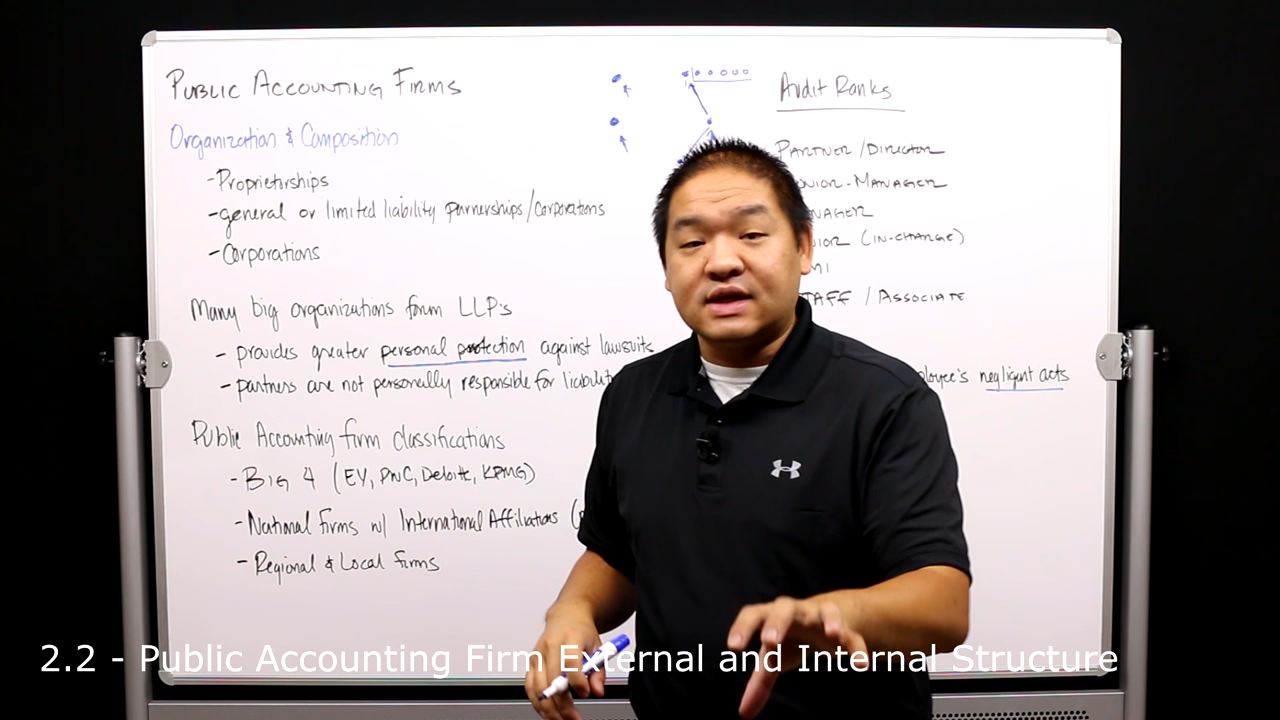 Public Accounting Firms
Organization & Composition
- Proprietorships
- general or limited liability partnerships/Corporations
- Corporations
Many big organizations form LLP's
- provides greater personal protection against lawsuits
- partners are not personally responsible for
negligent acts
Public Accounting firm classifications
- Big 4 (EY, PWC, Deloitte, KPMG)
- National Firms w/ International Affiliations (
- Regional & Local firms
Audit Ranks
Partner/Director
Manager
(in-charge)
/ Associate
2.2 - Public Accounting Firm External and Internal Structure